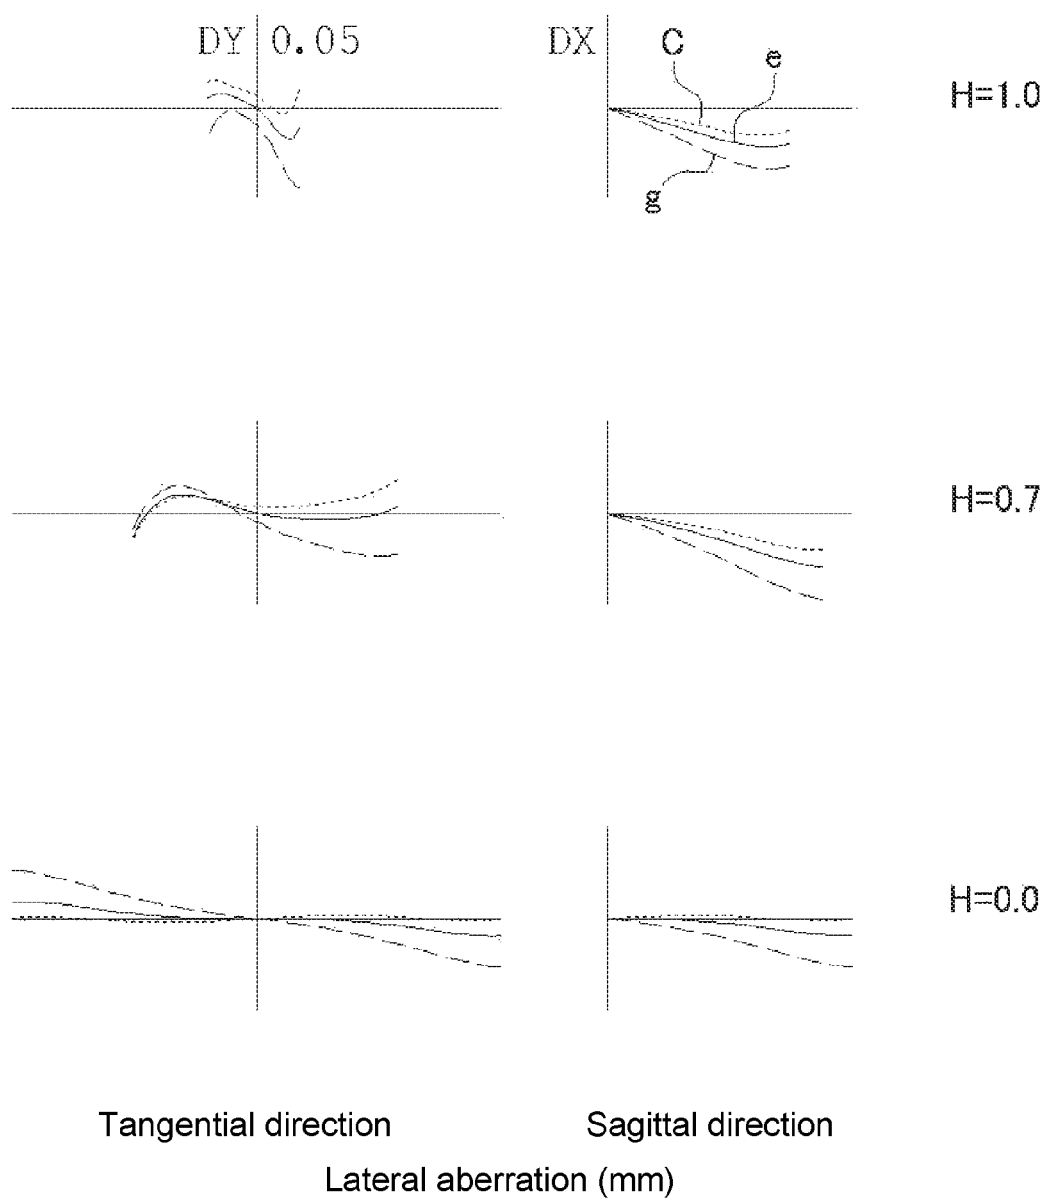 DY 0.05
DX
C
e
g
H=1.0
H=0.7
H=0.0
Tangential direction
Sagittal direction
Lateral aberration (mm)